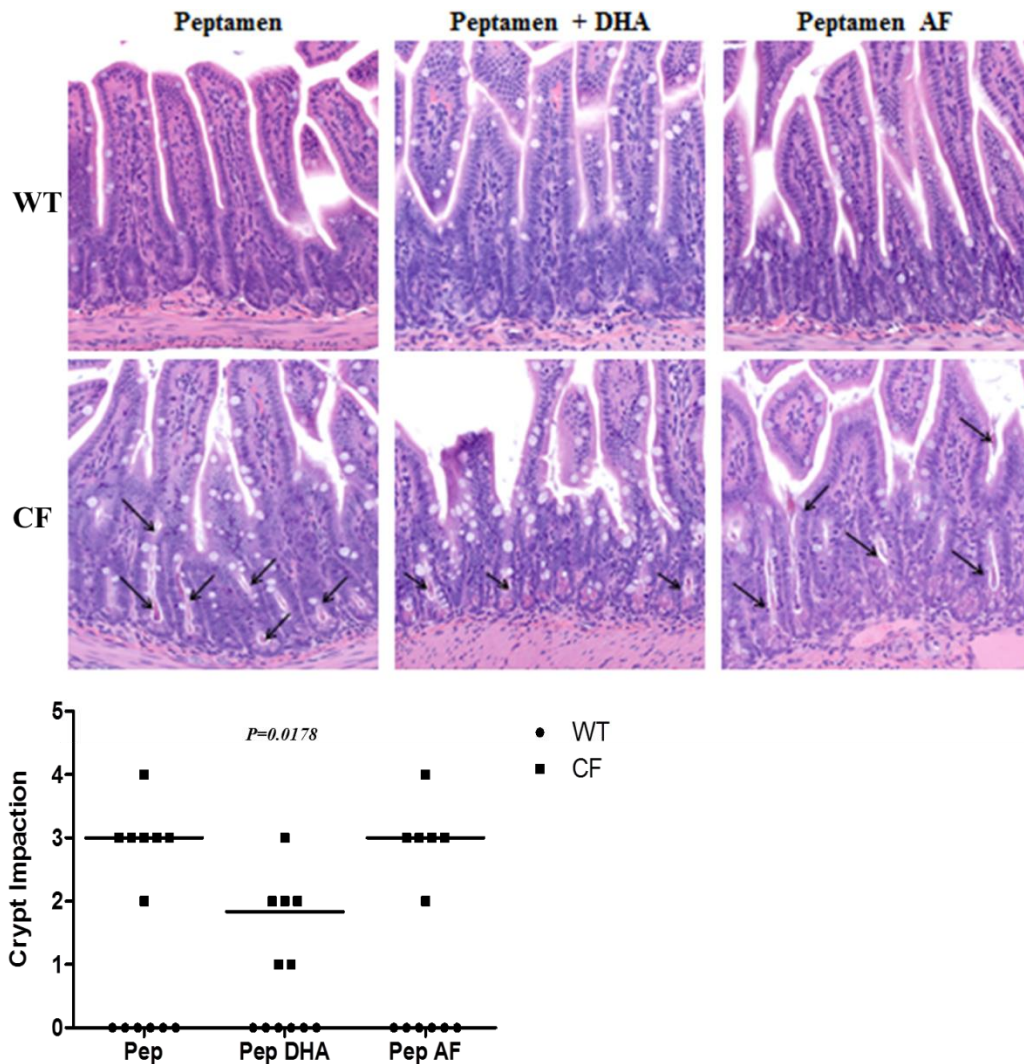 Peptamen Peptamen + DHA Peptamen AF
WT
CF
P=0.0178
WT
CF
Crypt Impaction
5
4
3
2
1
0
Pep Pep DHA Pep AF